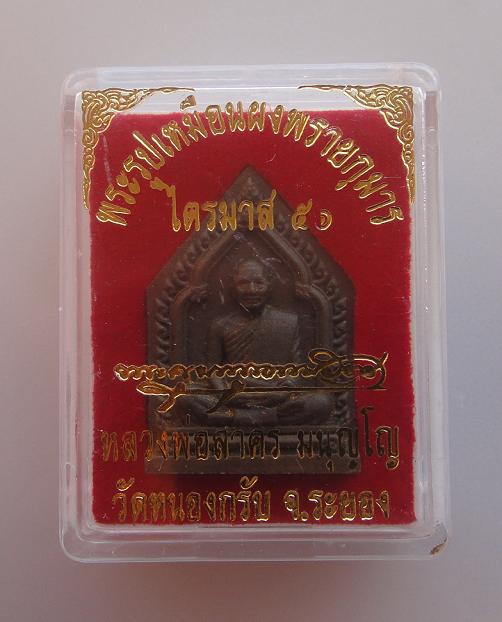 พระรูปเหมือนผงพรายกุมาร
ไตรมาส ๕๑
หลวงพ่อสาคร มนุญฺโญ
วัดหนองกรับ จ.ระยอง